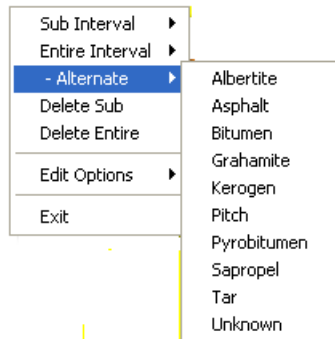 Sub Interval
Entire Interval
- Alternate
Delete Sub
Delete Entire
Edit Options
Exit
Albertite
Asphalt
Bitumen
Grahamite
Kerogen
Pitch
Pyrobitumen
Sapropel
Tar
Unknown